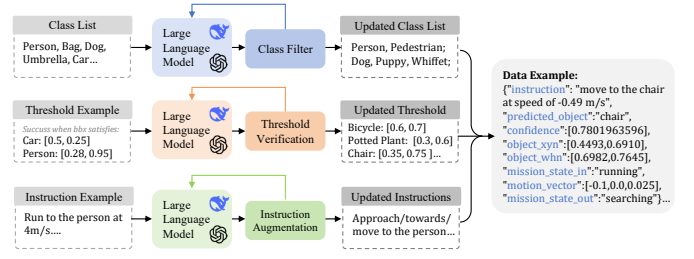 Class List
Person, Bag, Dog,
Umbrella, Car...
Large
Language
Model
Class Filter
Updated Class List
Person, Pedestrian;
Dog, Puppy, Whiffet;
Threshold Example
Succuss when bbx satisfies:
Car: [0.5, 0.25]
Person: [0.28, 0.95]
Large
Language
Model
Threshold
Verification
Updated Threshold
Bicycle: [0.6, 0.7]
Potted Plant: [0.3, 0.6]
Chair: [0.35, 0.75 ]...
Instruction Example
Run to the person at
4m/s....
Large
Language
Model
Instruction
Augmentation
Updated Instructions
Approach/towards/
move to the person...
Data Example:
{"instruction": "move to the chair
at speed of -0.49 m/s",
"predicted_object": "chair",
"confidence":[0.7801963596],
"object_xyn":[0.4493,0.6910],
"object_whn":[0.6982,0.7645],
"mission_state_in":"running",
"motion_vector":[-0.1,0.0,0.025],
"mission_state_out":"searching"}...